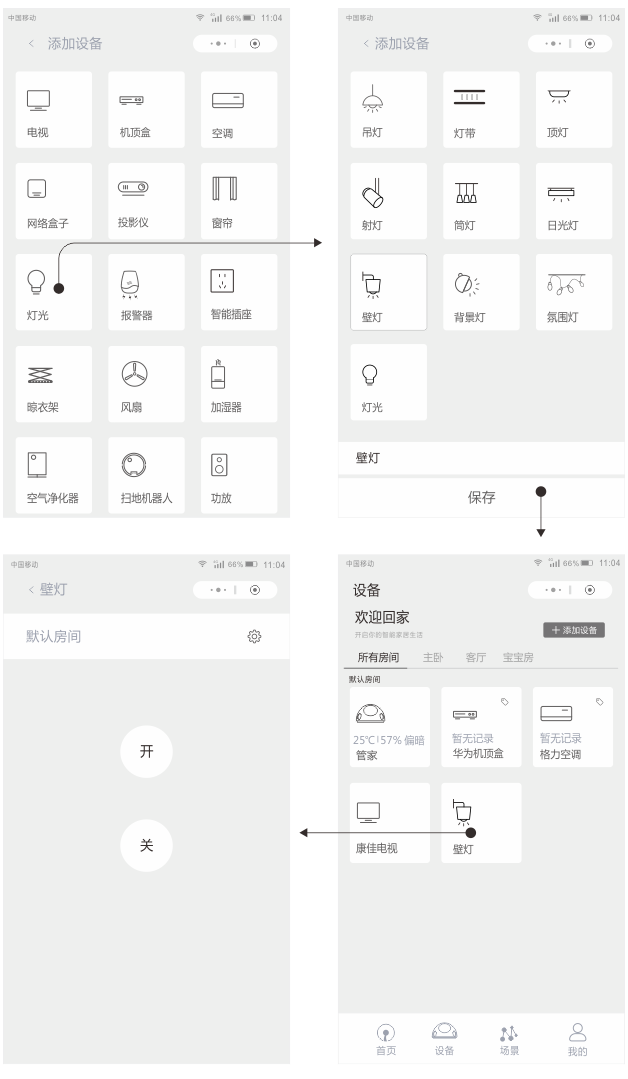 中国移动 66% 11:04
添加设备
电视 机顶盒 空调
网络盒子 投影仪 窗帘
灯光 报警器 智能插座
晾衣架 风扇 加湿器
空气净化器 扫地机器人 功放
中国移动 66% 11:04
添加设备
吊灯 灯带 顶灯
射灯 筒灯 日光灯
壁灯 背景灯 氛围灯
灯光
壁灯
保存
中国移动 66% 11:04
壁灯
默认房间
开
关
中国移动 66% 11:04
设备
欢迎回家
开启你的智能家居生活
+ 添加设备
所有房间 主卧 客厅 宝宝房
默认房间
25℃ 57% 偏暗 暂无记录 暂无记录
管家 华为机顶盒 格力空调
康佳电视 壁灯
首页 设备 场景 我的